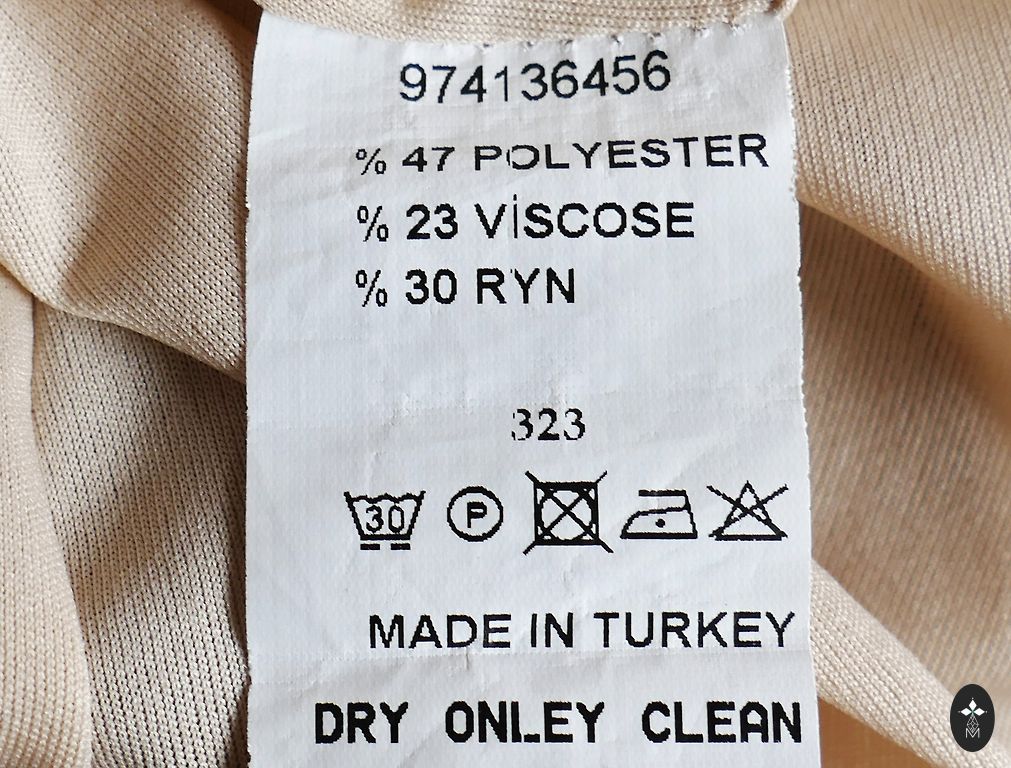 974136456
% 47 POLYESTER
% 23 VİSCOSE
% 30 RYN
323
30 P
MADE IN TURKEY
DRY ONLEY CLEAN
M